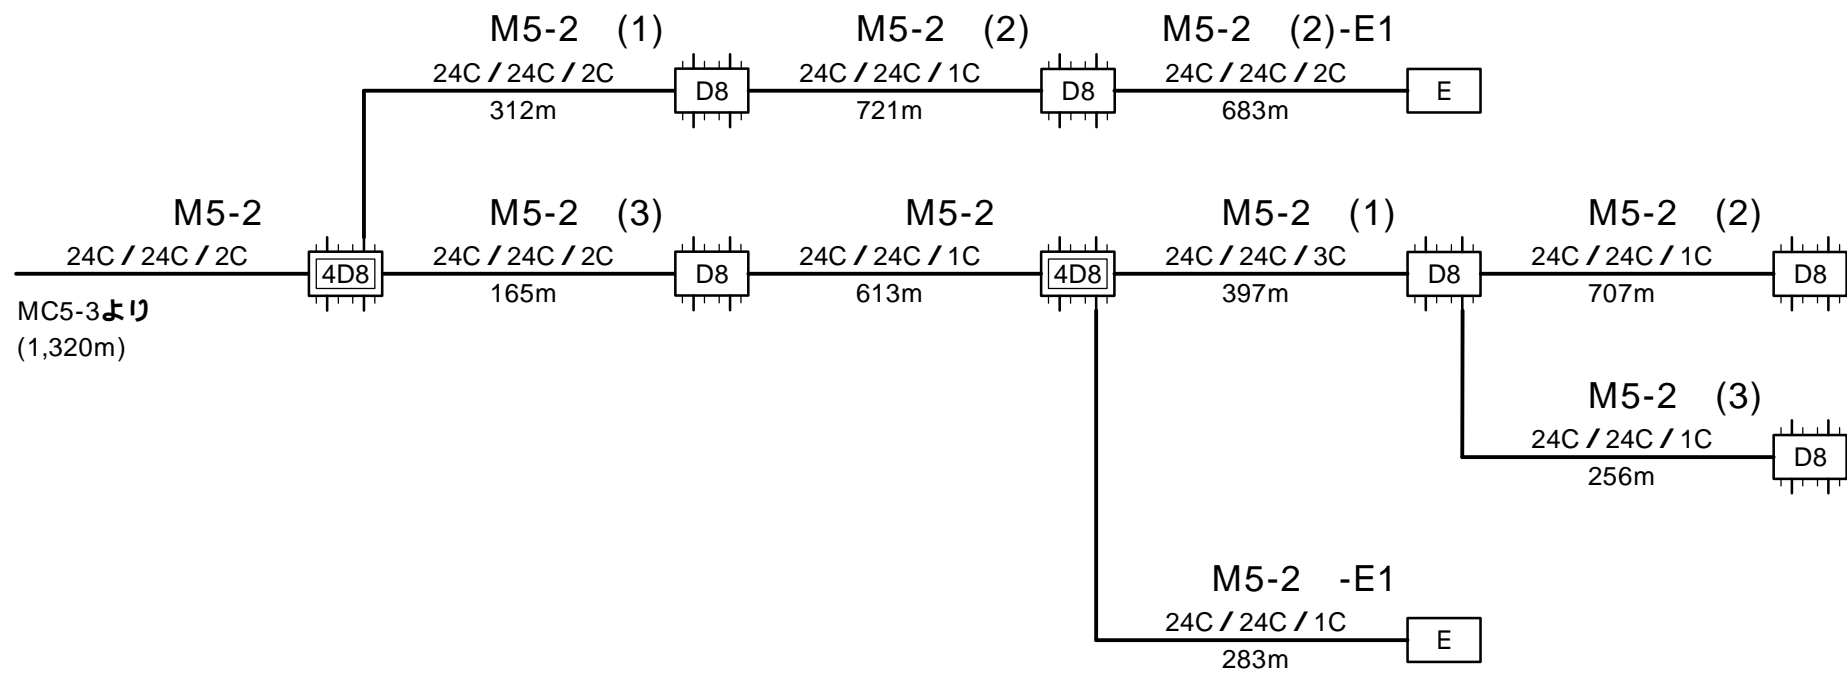 M5-2 (1)
24C / 24C / 2C
312m
D8
M5-2 (2)
24C / 24C / 1C
721m
D8
M5-2 (2)-E1
24C / 24C / 2C
683m
E
M5-2
24C / 24C / 2C
MC5-3より
(1,320m)
4D8
M5-2 (3)
24C / 24C / 2C
165m
D8
M5-2
24C / 24C / 1C
613m
4D8
M5-2 (1)
24C / 24C / 3C
397m
D8
M5-2 (2)
24C / 24C / 1C
707m
D8
M5-2 (3)
24C / 24C / 1C
256m
D8
M5-2 -E1
24C / 24C / 1C
283m
E